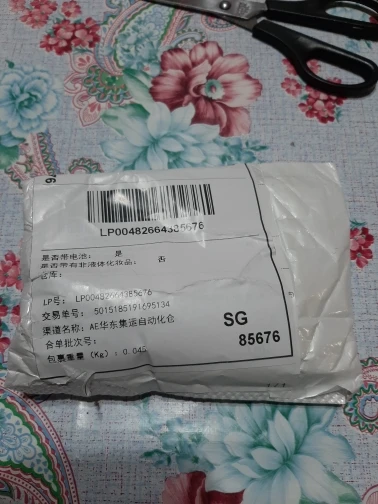 LP00482664385676
是否带电池： 是
是否带有非液体化妆品： 否
仓库：
LP号： LP00482664385676
交易单号： 5015185191695134
渠道名称： AE华东集运自动化仓
合单批次号：
包裹重量（Kg）：0.045
SG
85676